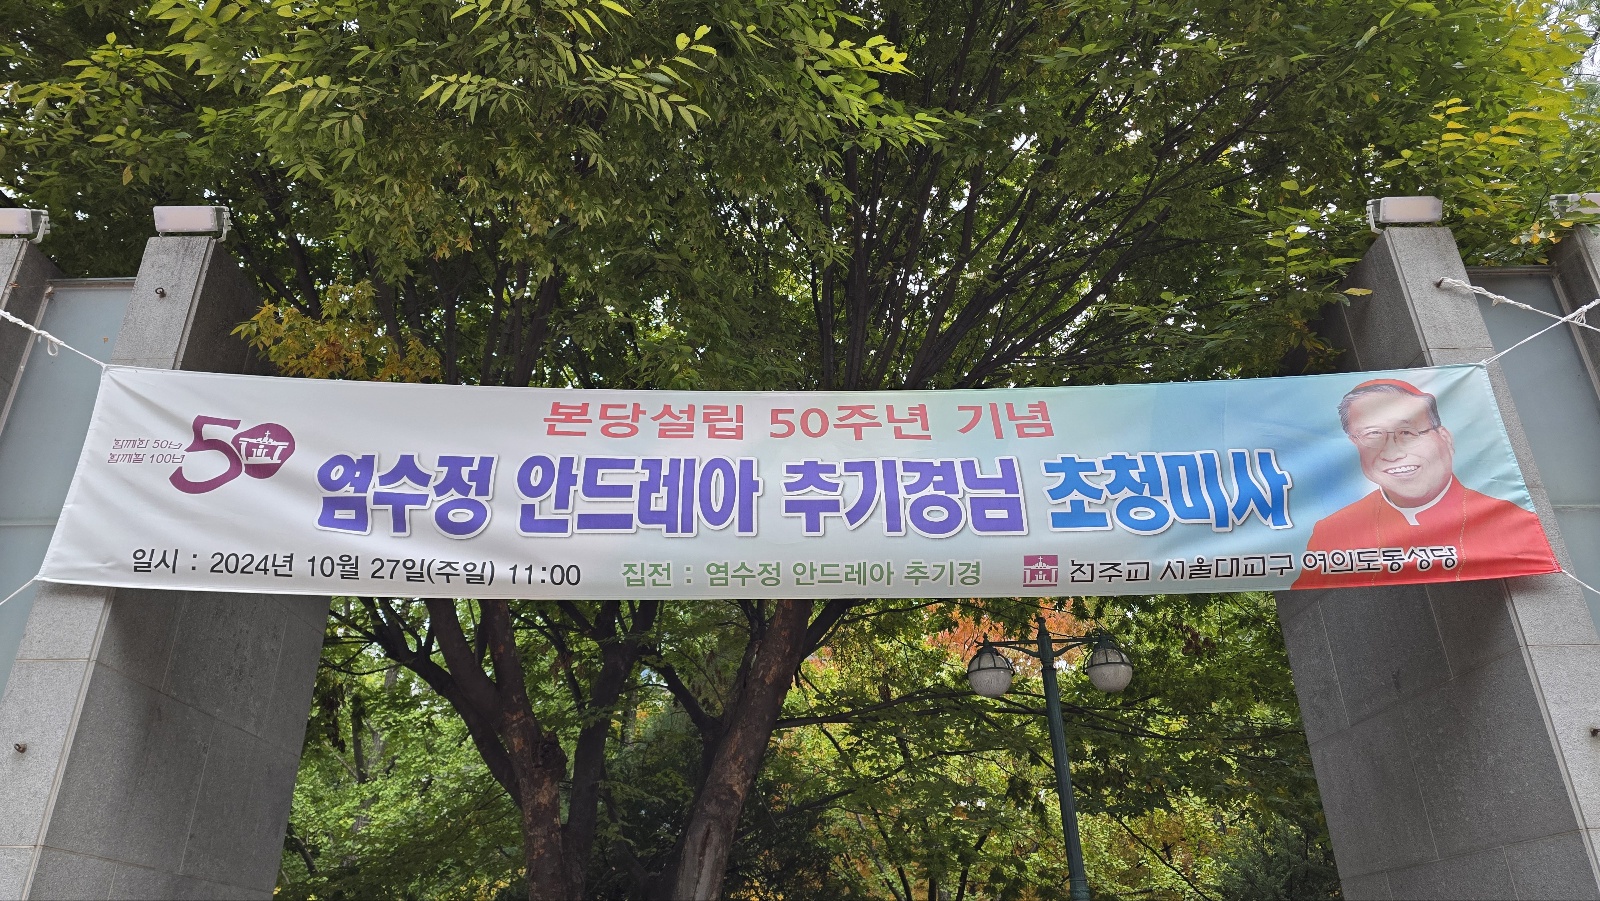 본당설립 50주년 기념
50
함께한 50년
함께할 100년
염수정 안드레아 추기경님 초청미사
일시 : 2024년 10월 27일(주일) 11:00
집전 : 염수정 안드레아 추기경
천주교 서울대교구 여의도동성당